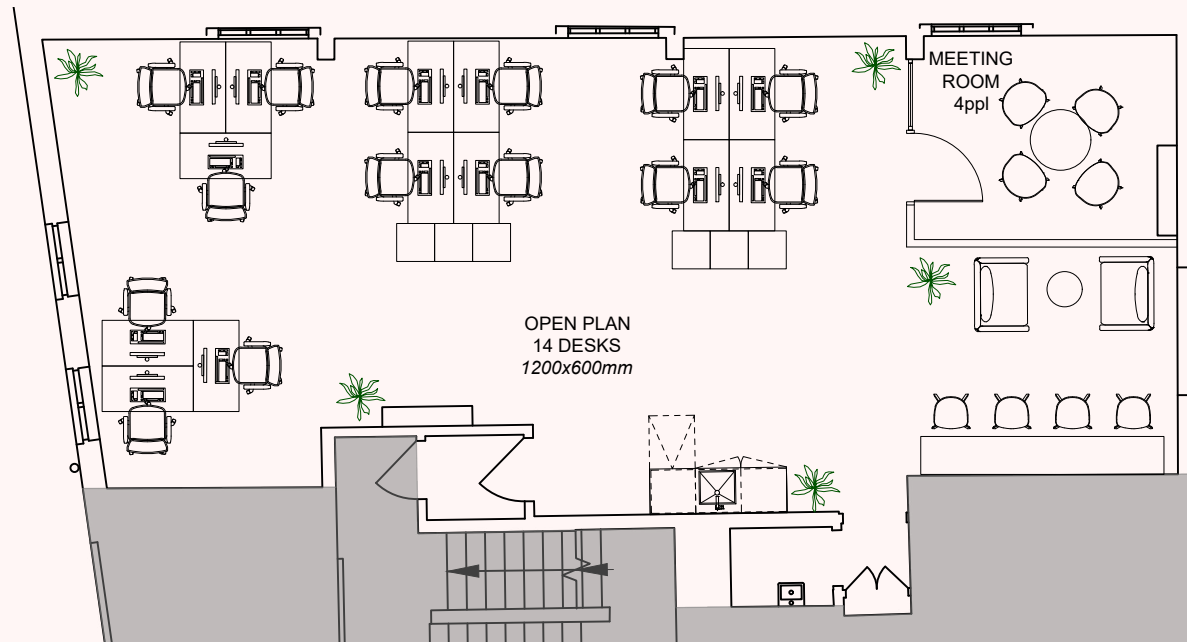 MEETING
ROOM
4ppl
OPEN PLAN
14 DESKS
1200x600mm